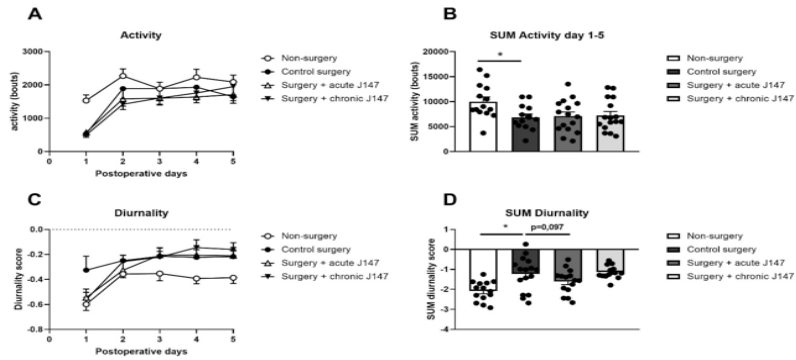 A
Activity
activity (bouts)
3000
2000
1000
0
0 1 2 3 4 5
Postoperative days
Non-surgery
Control surgery
Surgery + acute J147
Surgery + chronic J147
B
SUM Activity day 1-5
SUM activity (bouts)
20000
15000
10000
5000
0
*
Non-surgery
Control surgery
Surgery + acute J147
Surgery + chronic J147
C
Diurnality
Diurnality score
0.0
-0.2
-0.4
-0.6
-0.8
0 1 2 3 4 5
Postoperative days
Non-surgery
Control surgery
Surgery + acute J147
Surgery + chronic J147
D
SUM Diurnality
SUM diurnality score
1
0
-1
-2
-3
-4
* p=0,097
Non-surgery
Control surgery
Surgery + acute J147
Surgery + chronic J147